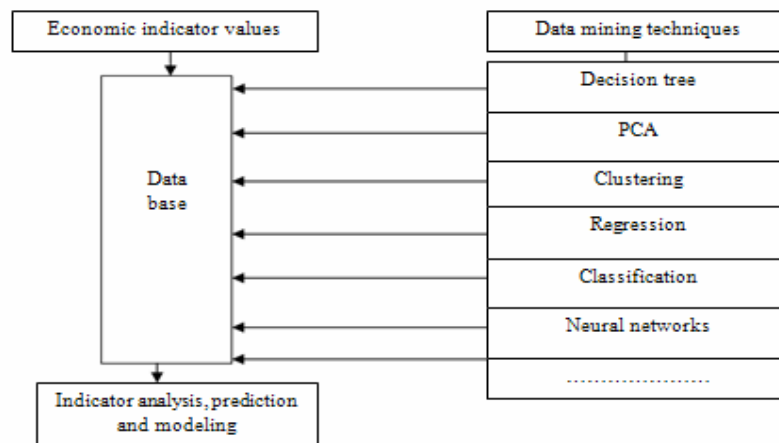 Economic indicator values
Data mining techniques
Decision tree
PCA
Data
base
Clustering
Regression
Classification
Neural networks
.....................
Indicator analysis, prediction
and modeling